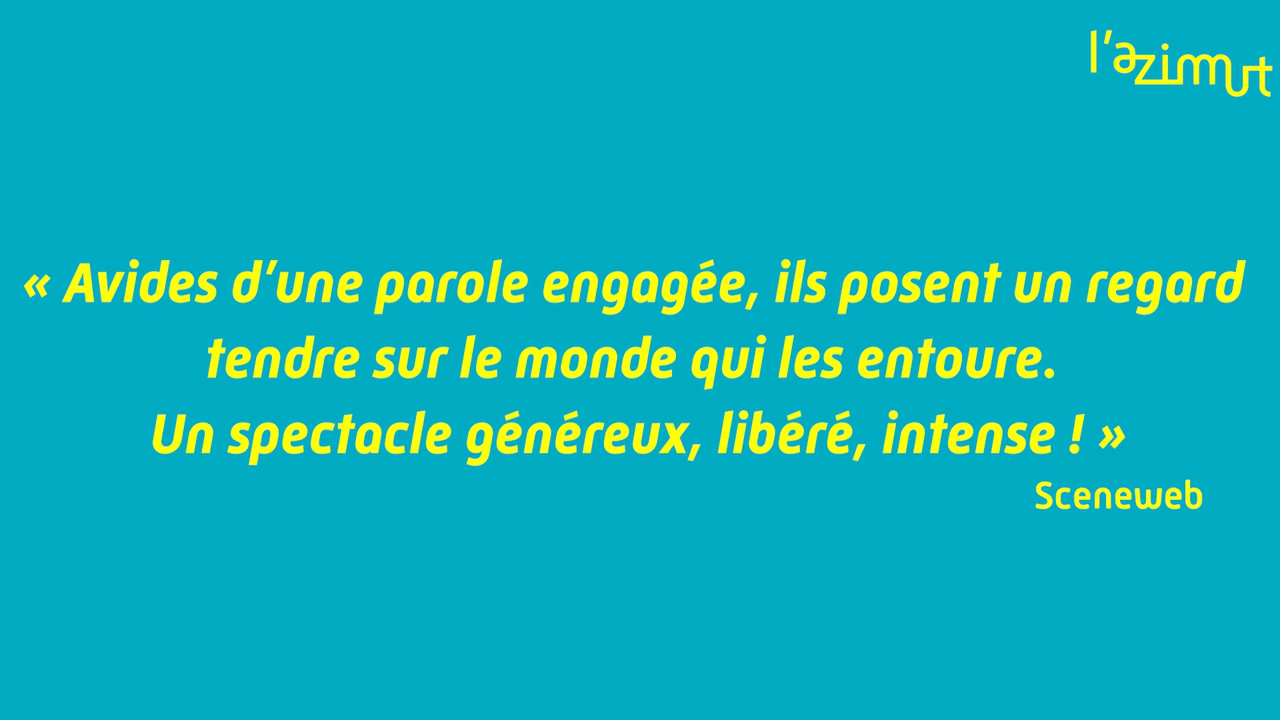 l'azimut
« Avides d'une parole engagée, ils posent un regard
tendre sur le monde qui les entoure.
Un spectacle généreux, libéré, intense ! »
Sceneweb